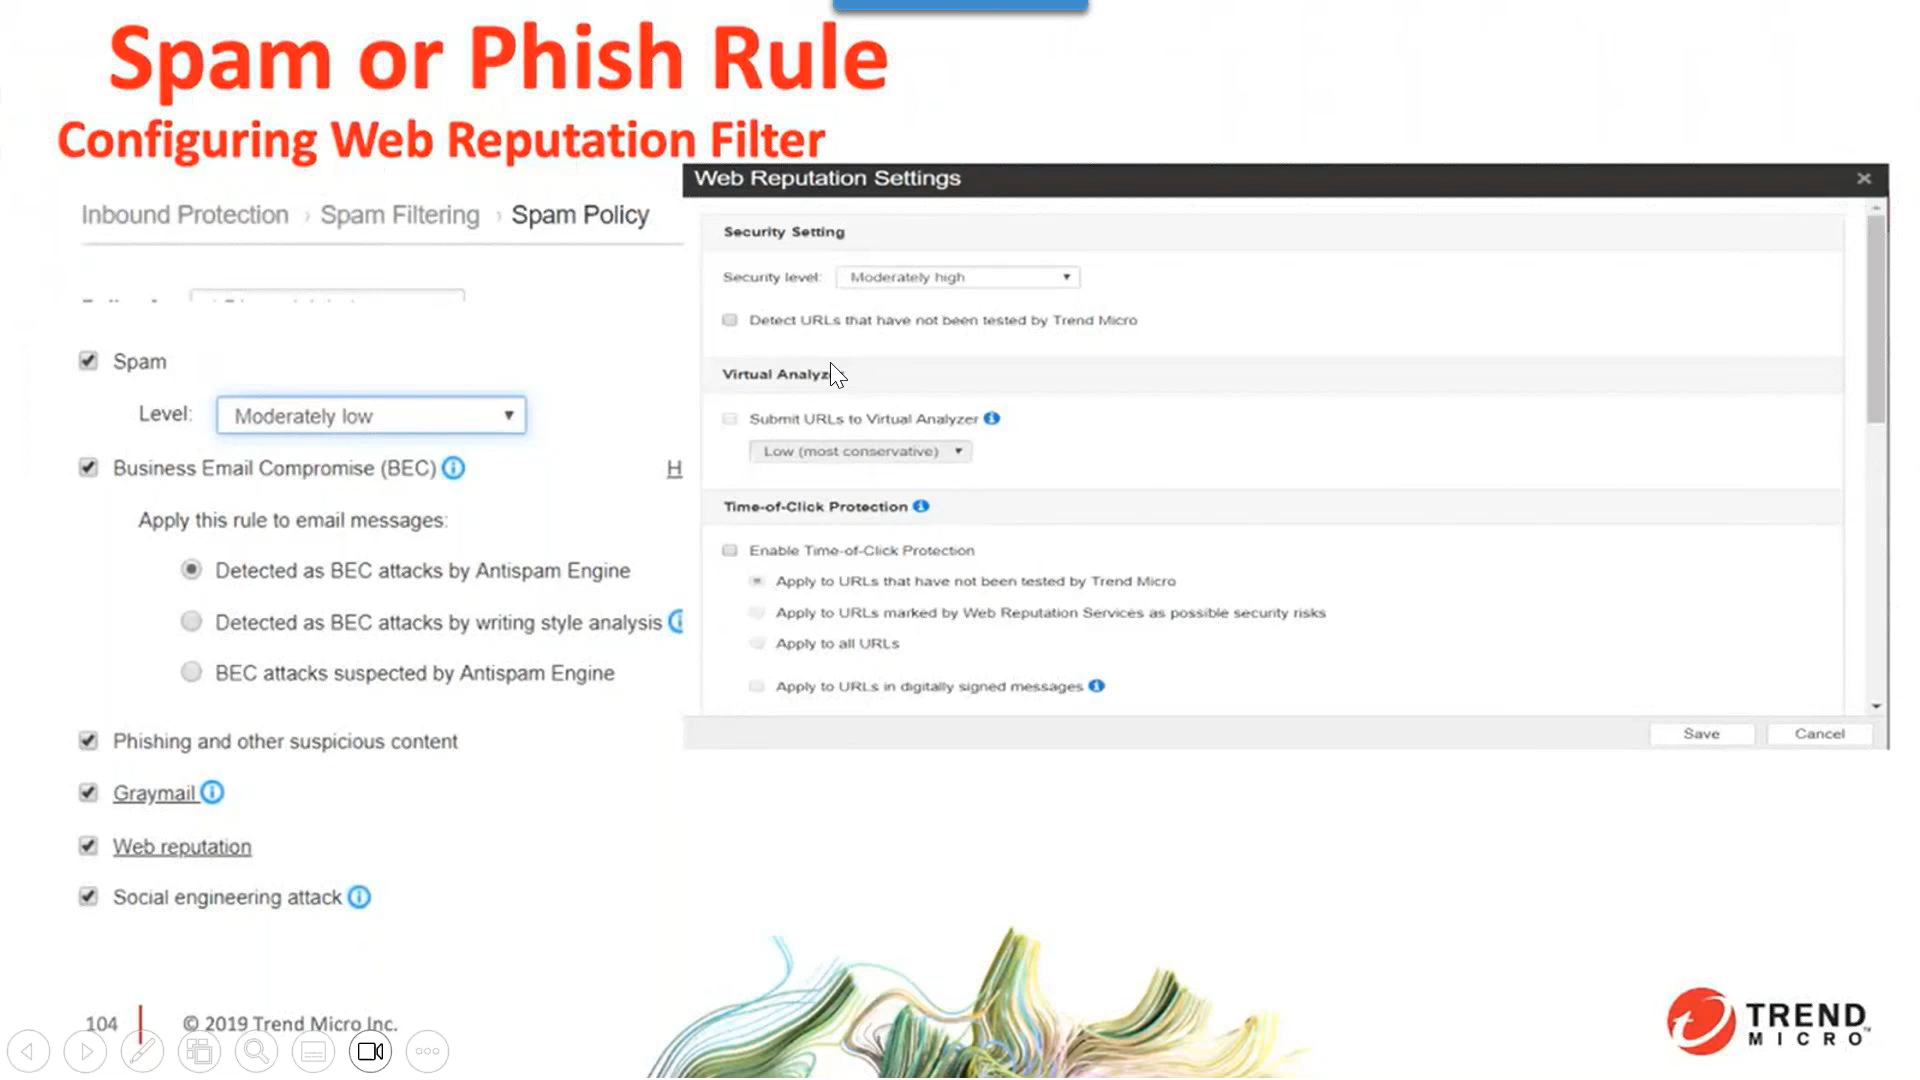 Spam or Phish Rule
Configuring Web Reputation Filter
Inbound Protection › Spam Filtering › Spam Policy
Spam
Level: Moderately low
Business Email Compromise (BEC)
H
Apply this rule to email messages:
Detected as BEC attacks by Antispam Engine
Detected as BEC attacks by writing style analysis
BEC attacks suspected by Antispam Engine
Phishing and other suspicious content
Graymail
Web reputation
Social engineering attack
Web Reputation Settings
Security Setting
Security level: Moderately high
Detect URLs that have not been tested by Trend Micro
Virtual
Submit URLs to Virtual Analyzer
Low (most conservative)
Time-of-Click Protection
Enable Time-of-Click Protection
Apply to URLs that have not been tested by Trend Micro
Apply to URLs marked by Web Reputation Services as possible security risks
Apply to all URLs
Apply to URLs in digitally signed messages
Save Cancel
104
© 2019 Trend Micro Inc.
TREND
MICRO